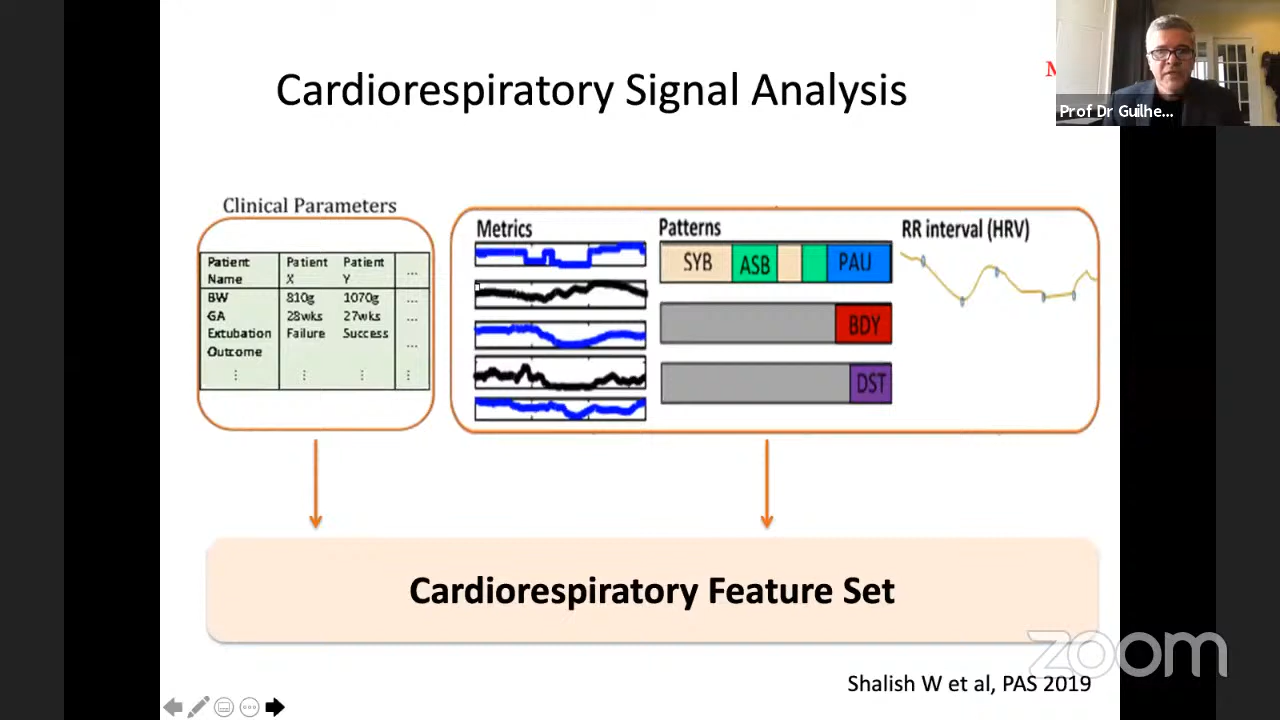 Cardiorespiratory Signal Analysis
M
Prof Dr Guilhe...
Clinical Parameters
Patient Name Patient X Patient Y ...
BW 810g 1070g ...
GA 28wks 27wks ...
Extubation Outcome Failure Success ...
⋮ ⋮ ⋮ ⋮
Metrics
Patterns
SYB ASB PAU
BDY
DST
RR interval (HRV)
Cardiorespiratory Feature Set
zoom
Shalish W et al, PAS 2019